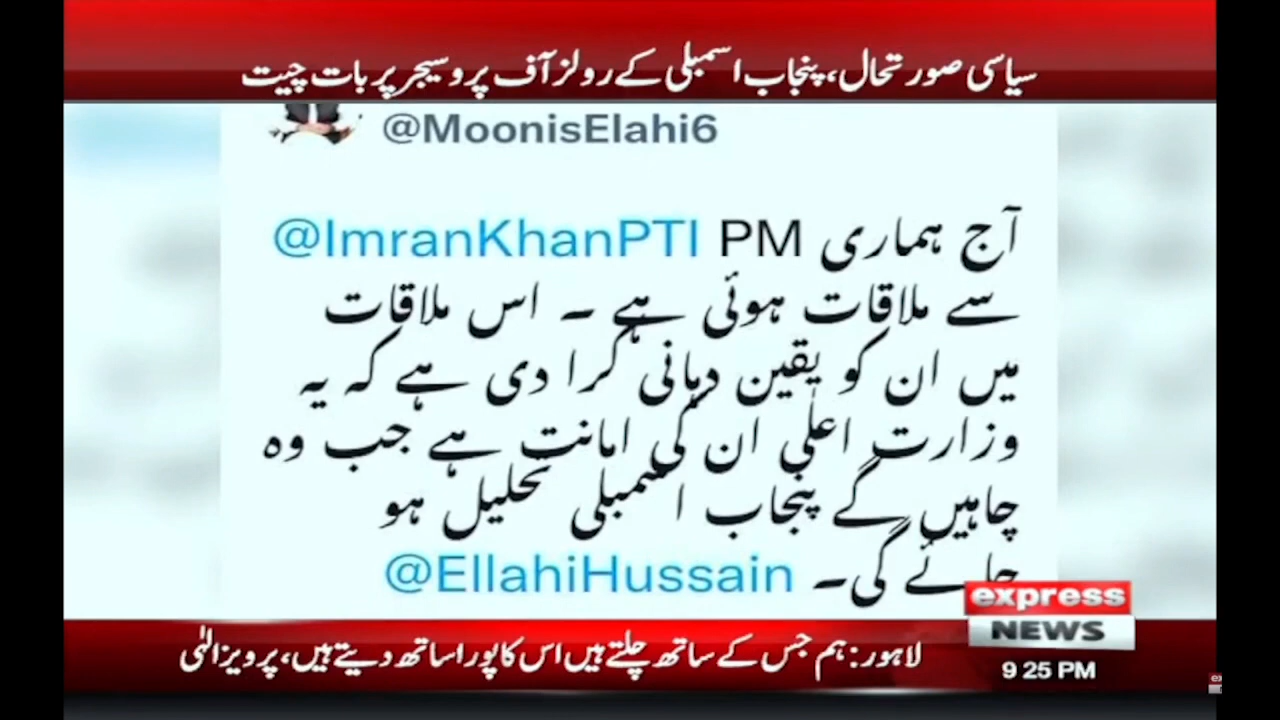 سیاسی صورتحال، پنجاب اسمبلی کے رولز آف پروسیجر پر بات چیت
@MoonisElahi6
آج ہماری PM @ImranKhanPTI
سے ملاقات ہوئی ہے ۔ اس ملاقات
میں ان کو یقین دہانی کرا دی ہے کہ یہ
وزارت اعلٰی ان کی امانت ہے جب وہ
چاہیں گے پنجاب اسمبلی تحلیل ہو
جائے گی۔ @EllahiHussain
express
NEWS
لاہور: ہم جس کے ساتھ چلتے ہیں اس کا پورا ساتھ دیتے ہیں، پرویز الٰہی
9 25 PM